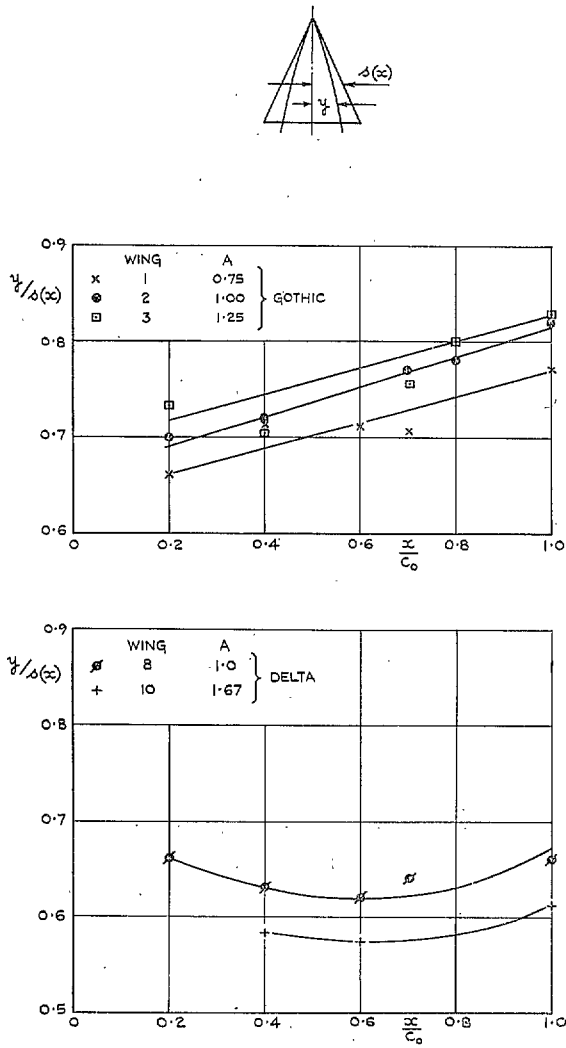 s(x)
y
0·9
WING A
y/s(x)
× 1 0·75
2 1·00
GOTHIC
3 1·25
0·8
0·7
0·6
0 0·2 0·4 0·6 x/C₀ 0·8 1·0
0·9
WING A
y/s(x)
8 1·0
DELTA
+ 10 1·67
0·8
0·7
0·6
0·5
0 0·2 0·4 0·6 x/C₀ 0·8 1·0